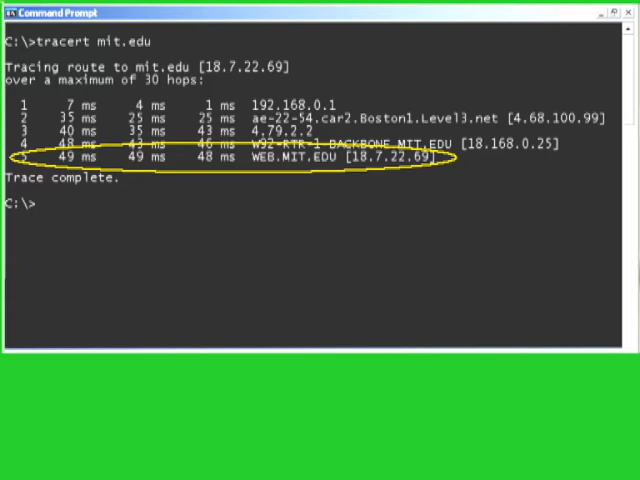 Command Prompt
C:\>tracert mit.edu
Tracing route to mit.edu [18.7.22.69]
over a maximum of 30 hops:
1 7 ms 4 ms 1 ms 192.168.0.1
2 35 ms 25 ms 25 ms ae-22-54.car2.Boston1.Level3.net [4.68.100.99]
3 40 ms 35 ms 43 ms 4.79.2.2
4 48 ms 43 ms 46 ms W92-RTR-1-BACKBONE.MIT.EDU [18.168.0.25]
5 49 ms 49 ms 48 ms WEB.MIT.EDU [18.7.22.69]
Trace complete.
C:\>